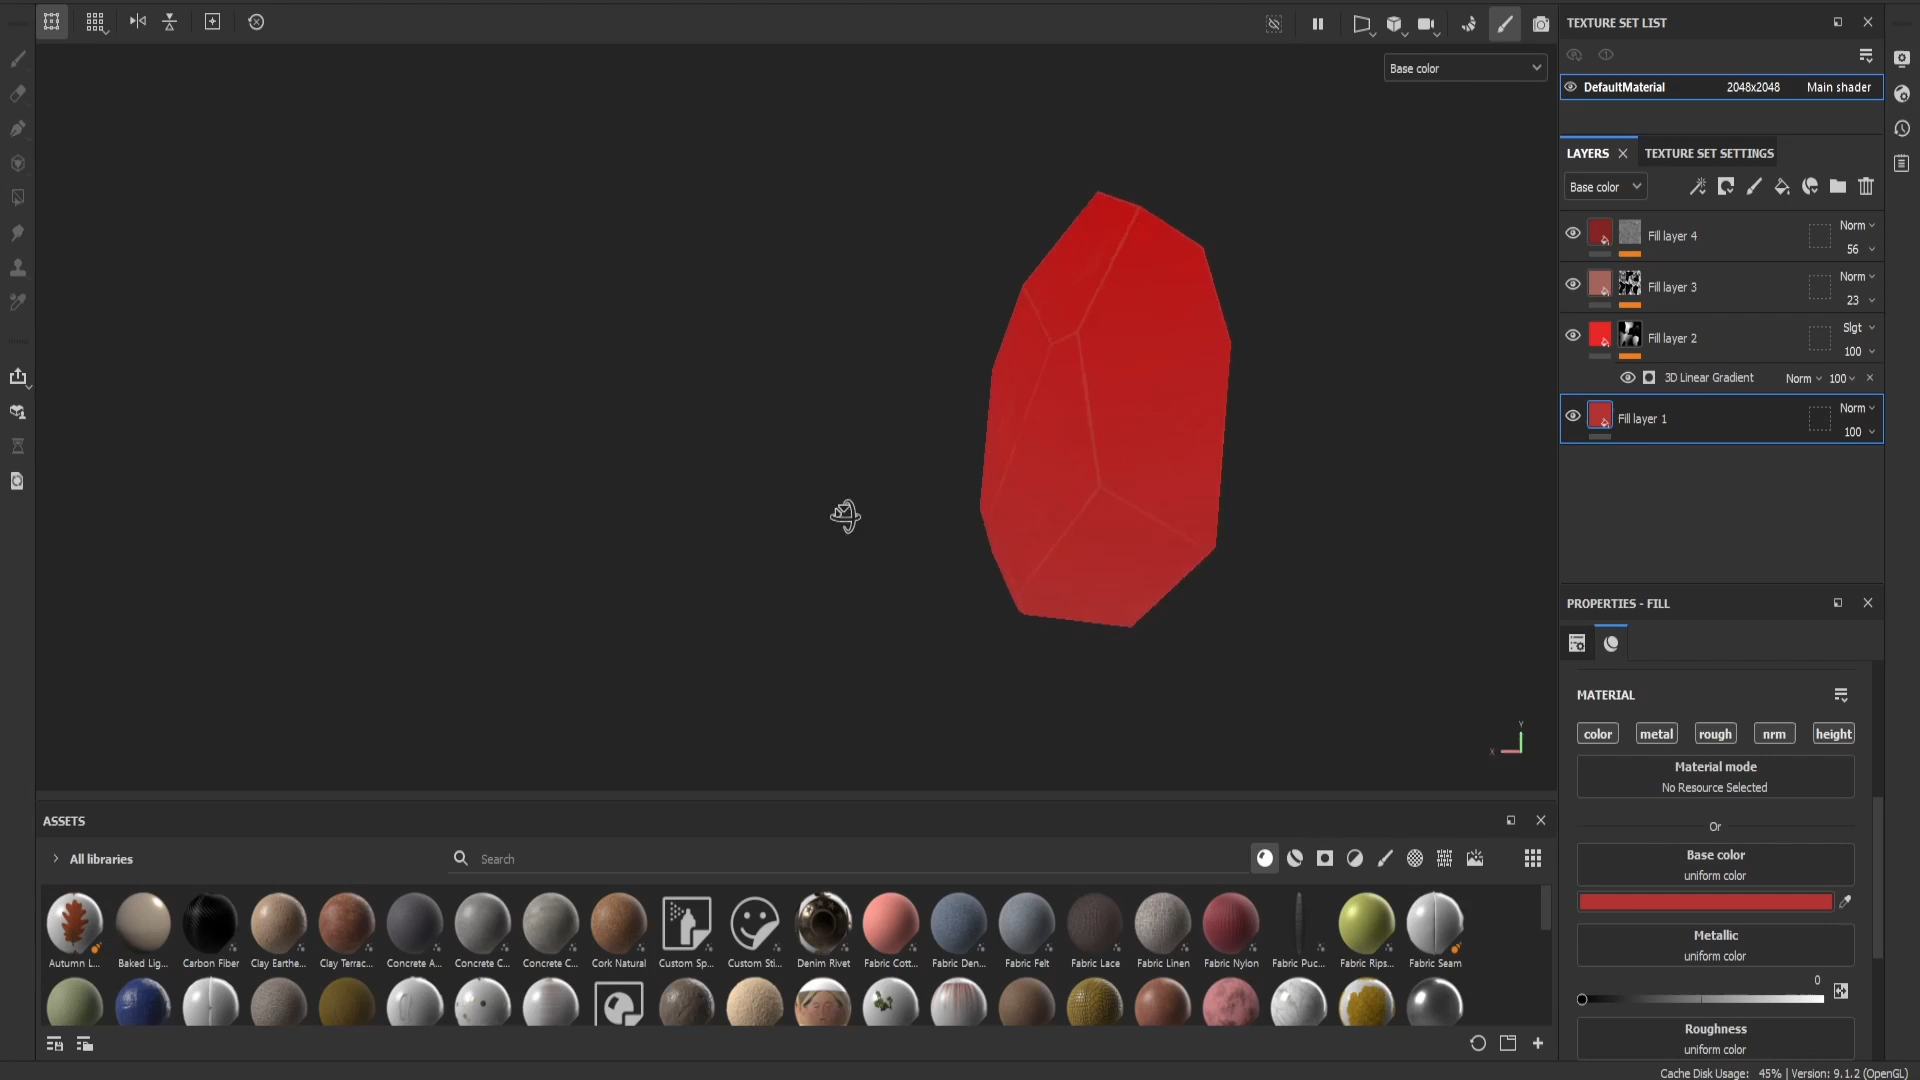 TEXTURE SET LIST
Base color
DefaultMaterial 2048x2048 Main shader
LAYERS TEXTURE SET SETTINGS
Base color
Fill layer 4 Norm
56
Fill layer 3 Norm
23
Fill layer 2 Slgt
100
3D Linear Gradient Norm 100
Fill layer 1 Norm
100
PROPERTIES - FILL
MATERIAL
color metal rough nrm height
Material mode
No Resource Selected
Or
Base color
uniform color
Metallic
uniform color
0
Roughness
uniform color
Y
X
ASSETS
All libraries
Search
Autumn L... Baked Lig... Carbon Fiber Clay Earthe... Clay Terrac... Concrete A... Concrete C... Concrete C... Cork Natural Custom Sp... Custom Sti... Denim Rivet Fabric Cott... Fabric Den... Fabric Felt Fabric Lace Fabric Linen Fabric Nylon Fabric Puc... Fabric Rips... Fabric Seam
Cache Disk Usage: 45% | Version: 9.1.2 (OpenGL)